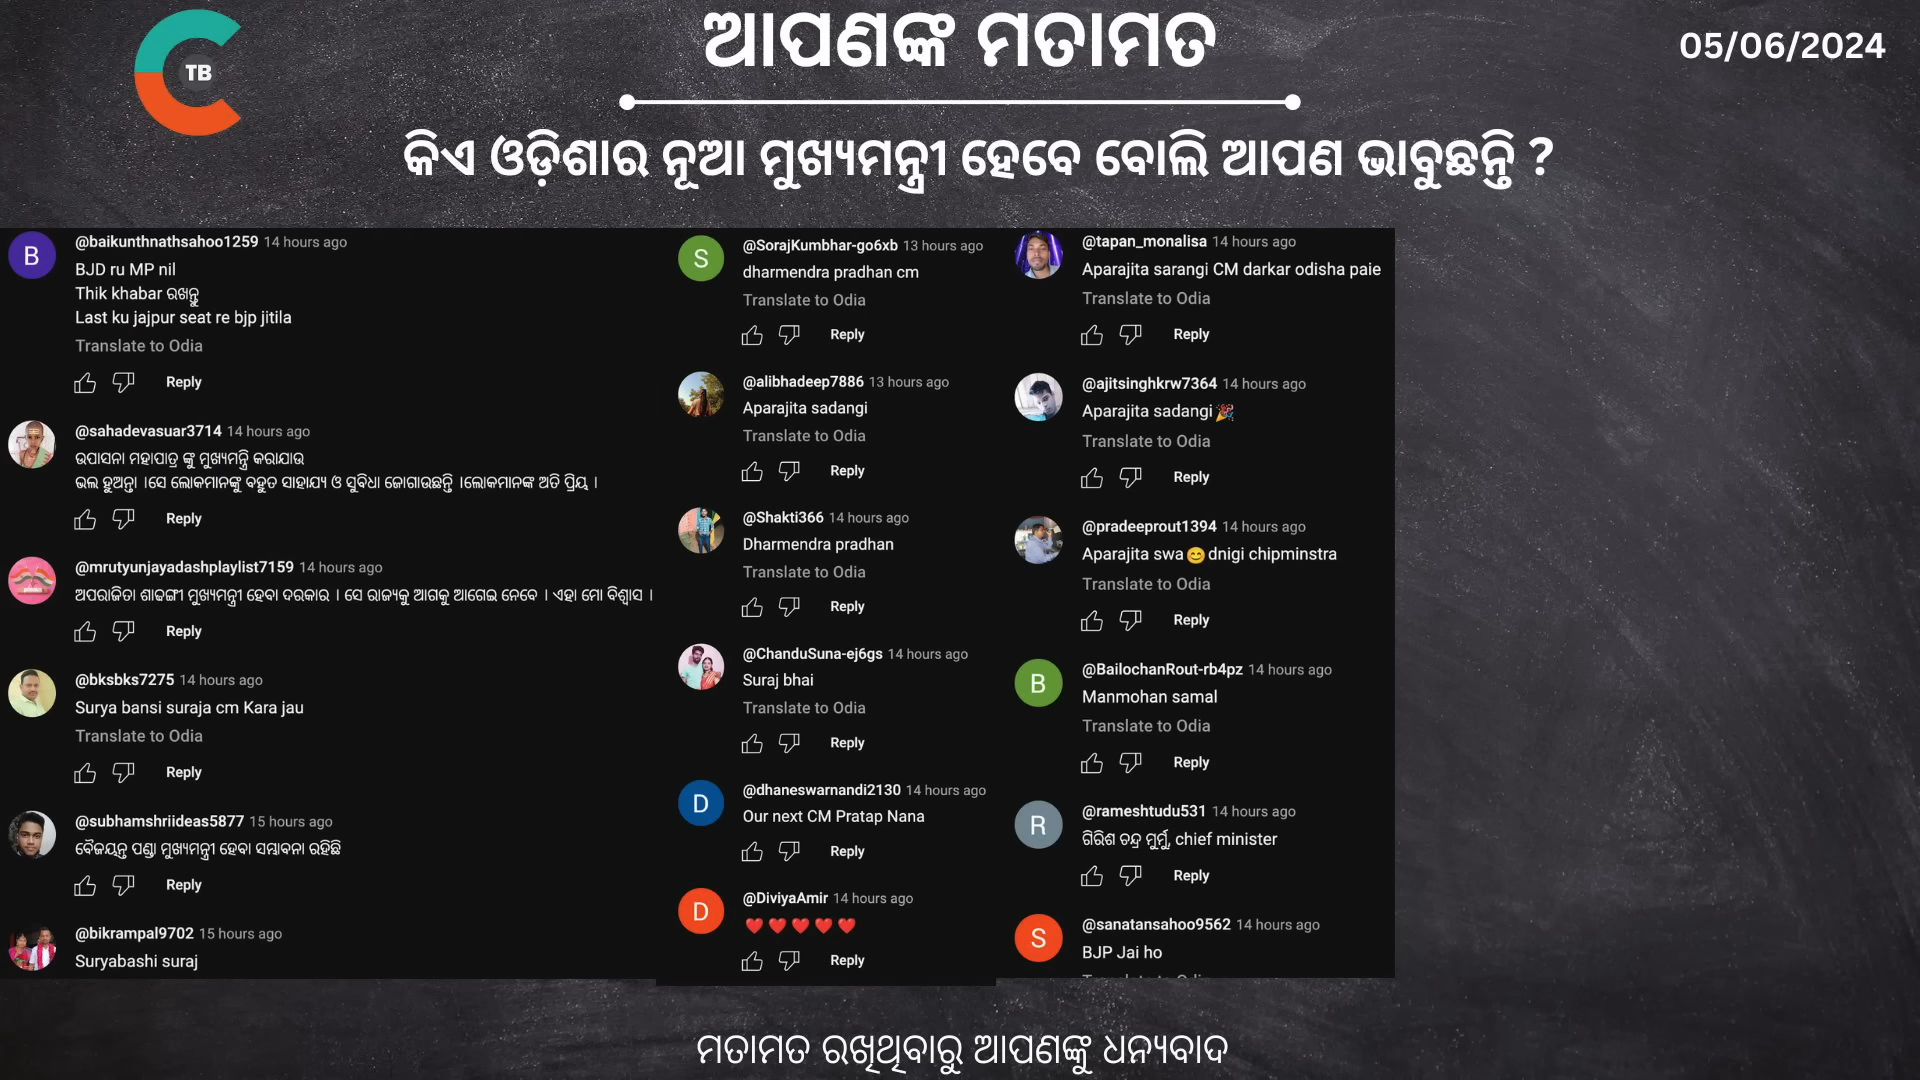 TB
ଆପଣଙ୍କ ମତାମତ
05/06/2024
କିଏ ଓଡ଼ିଶାର ନୂଆ ମୁଖ୍ୟମନ୍ତ୍ରୀ ହେବେ ବୋଲି ଆପଣ ଭାବୁଛନ୍ତି ?
B
@baikunthnathsahoo1259 14 hours ago
BJD ru MP nil
Thik khabar ରଖନ୍ତୁ
Last ku jajpur seat re bjp jitila
Translate to Odia
Reply
@sahadevasuar3714 14 hours ago
ଉପାସନା ମହାପାତ୍ର ଙ୍କୁ ମୁଖ୍ୟମନ୍ତ୍ରି କରାଯାଉ
ଭଲ ହୁଅନ୍ତା ।ସେ ଲୋକମାନଙ୍କୁ ବହୁତ ସାହାଯ୍ୟ ଓ ସୁବିଧା ଜୋଗାଉଛନ୍ତି ।ଲୋକମାନଙ୍କ ଅତି ପ୍ରିୟ ।
Reply
@mrutyunjayadashplaylist7159 14 hours ago
ଅପରାଜିତା ଶାଢଙ୍ଗୀ ମୁଖ୍ୟମନ୍ତ୍ରୀ ହେବା ଦରକାର । ସେ ରାଜ୍ୟକୁ ଆଗକୁ ଆଗେଇ ନେବେ । ଏହା ମୋ ବିଶ୍ୱାସ ।
Reply
@bksbks7275 14 hours ago
Surya bansi suraja cm Kara jau
Translate to Odia
Reply
@subhamshriideas5877 15 hours ago
ବୈଜୟନ୍ତ ପଣ୍ଡା ମୁଖ୍ୟମନ୍ତ୍ରୀ ହେବା ସମ୍ଭାବନା ରହିଛି
Reply
@bikrampal9702 15 hours ago
Suryabashi suraj
S
@SorajKumbhar-go6xb 13 hours ago
dharmendra pradhan cm
Translate to Odia
Reply
@alibhadeep7886 13 hours ago
Aparajita sadangi
Translate to Odia
Reply
@Shakti366 14 hours ago
Dharmendra pradhan
Translate to Odia
Reply
@ChanduSuna-ej6gs 14 hours ago
Suraj bhai
Translate to Odia
Reply
D
@dhaneswarnandi2130 14 hours ago
Our next CM Pratap Nana
Reply
D
@DiviyaAmir 14 hours ago
❤️❤️❤️❤️❤️
Reply
@tapan_monalisa 14 hours ago
Aparajita sarangi CM darkar odisha paie
Translate to Odia
Reply
@ajitsinghkrw7364 14 hours ago
Aparajita sadangi🎉
Translate to Odia
Reply
@pradeeprout1394 14 hours ago
Aparajita swa😊dnigi chipminstra
Translate to Odia
Reply
B
@BailochanRout-rb4pz 14 hours ago
Manmohan samal
Translate to Odia
Reply
R
@rameshtudu531 14 hours ago
ଗିରିଶ ଚନ୍ଦ୍ର ମୁର୍ମୁ, chief minister
Reply
S
@sanatansahoo9562 14 hours ago
BJP Jai ho
Translate to Odia
ମତାମତ ରଖିଥିବାରୁ ଆପଣଙ୍କୁ ଧନ୍ୟବାଦ